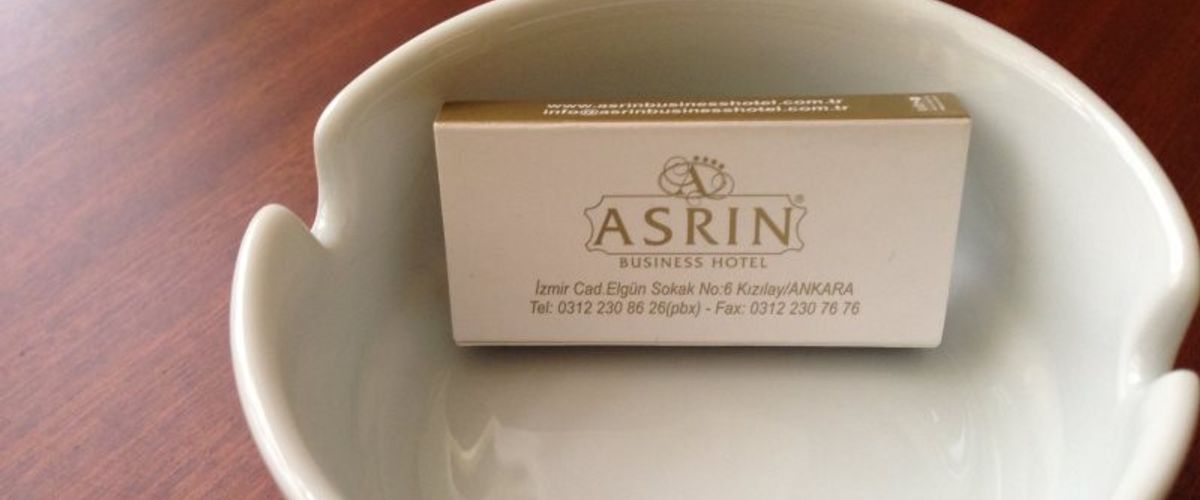 www.asrinbusinesshotel.com.tr
info@asrinbusinesshotel.com.tr
A
ASRIN®
BUSINESS HOTEL
İzmir Cad.Elgün Sokak No:6 Kızılay/ANKARA
Tel: 0312 230 86 26(pbx) - Fax: 0312 230 76 76